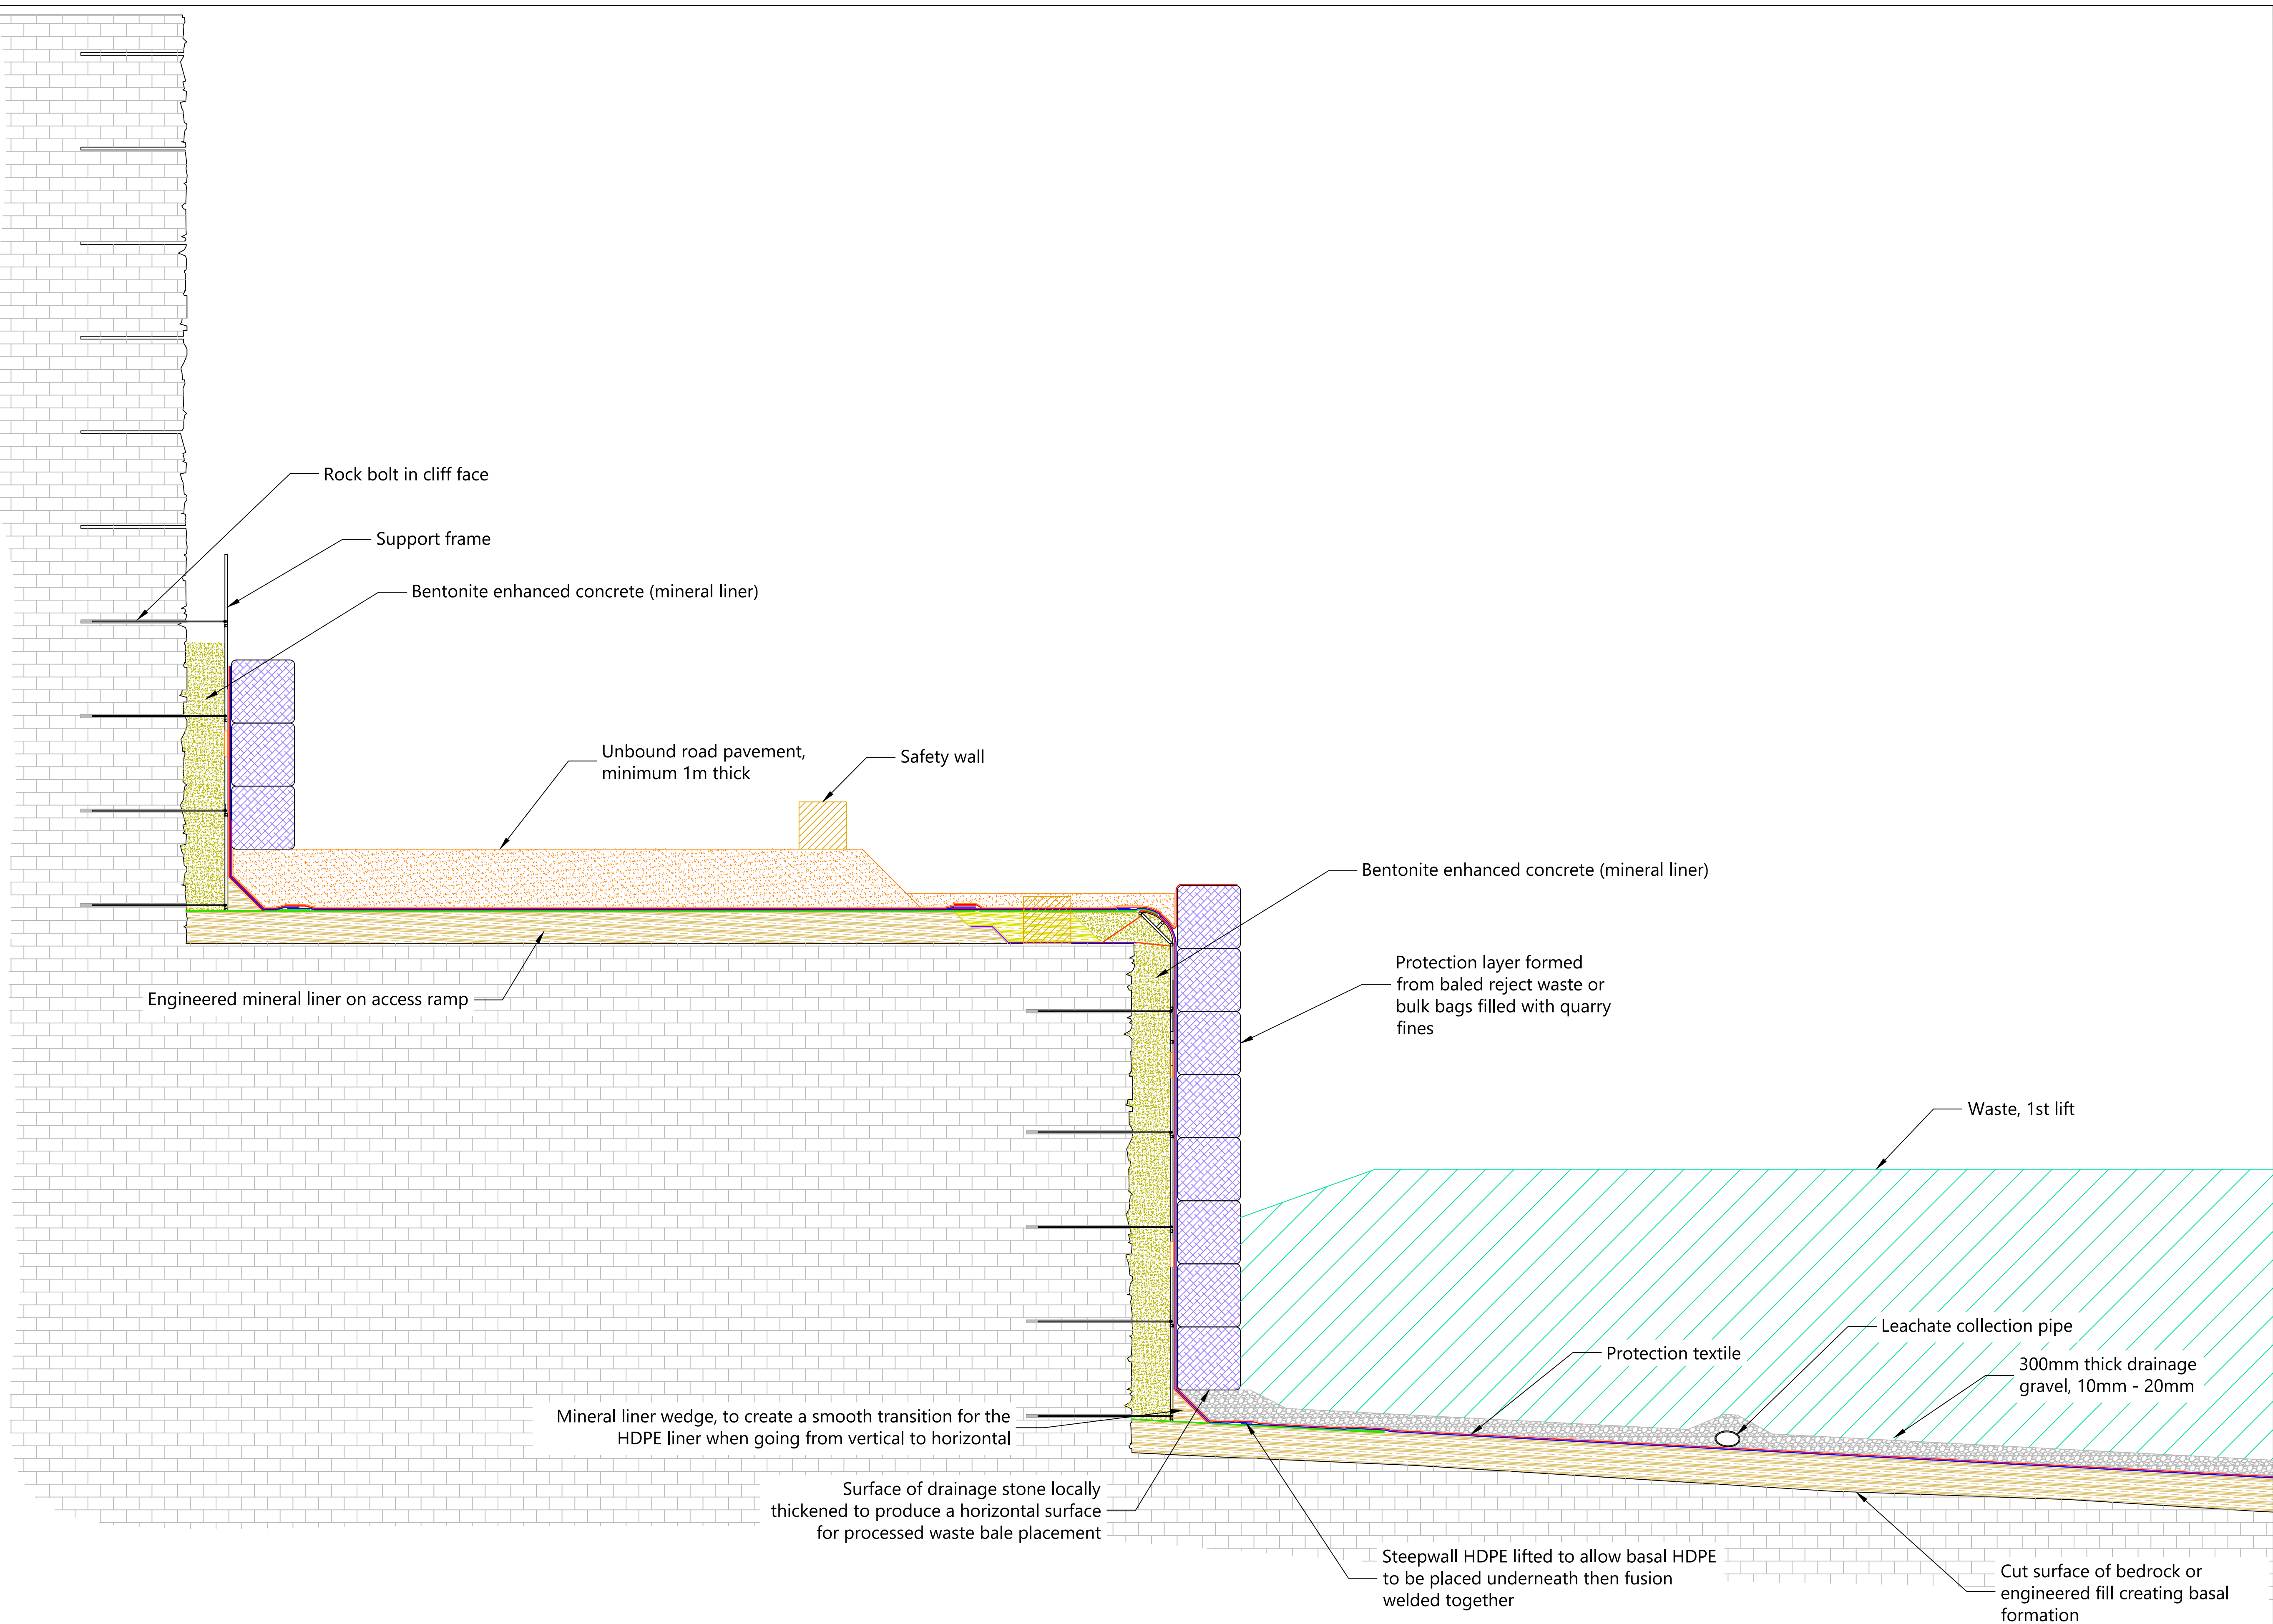 Rock bolt in cliff face
Support frame
Bentonite enhanced concrete (mineral liner)
Unbound road pavement,
minimum 1m thick
Safety wall
Bentonite enhanced concrete (mineral liner)
Protection layer formed
from baled reject waste or
bulk bags filled with quarry
fines
Engineered mineral liner on access ramp
Waste, 1st lift
Leachate collection pipe
Protection textile
300mm thick drainage
gravel, 10mm - 20mm
Mineral liner wedge, to create a smooth transition for the
HDPE liner when going from vertical to horizontal
Surface of drainage stone locally
thickened to produce a horizontal surface
for processed waste bale placement
Steepwall HDPE lifted to allow basal HDPE
to be placed underneath then fusion
welded together
Cut surface of bedrock or
engineered fill creating basal
formation